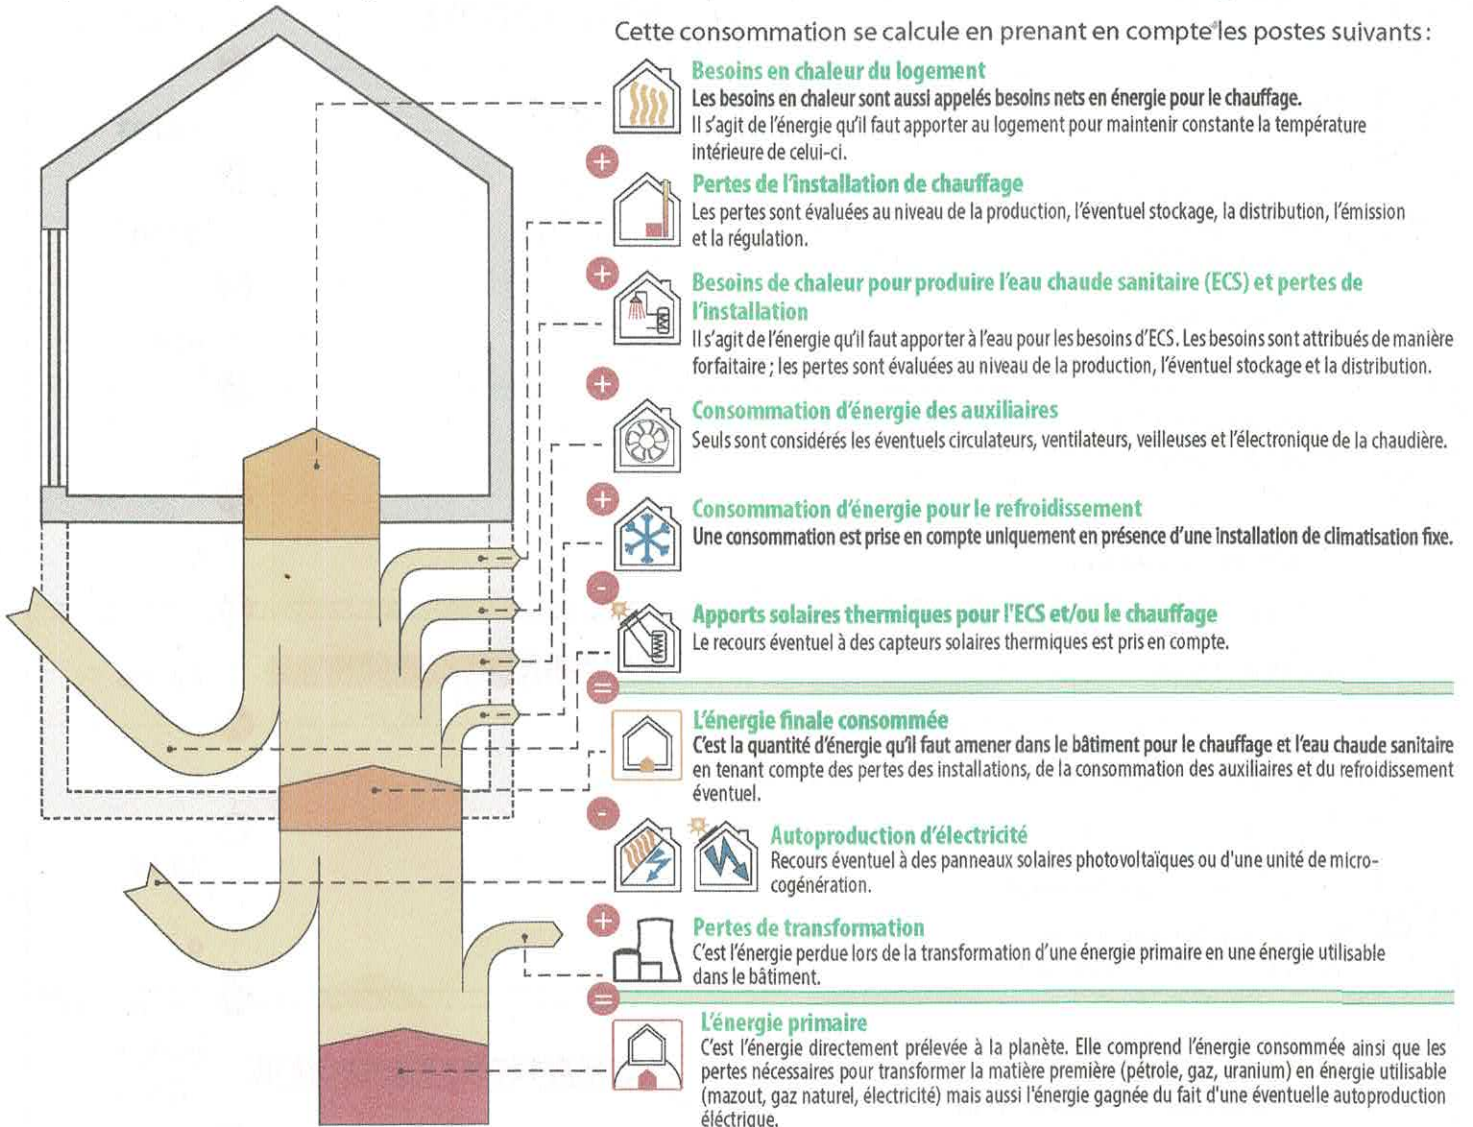 Cette consommation se calcule en prenant en compte les postes suivants :
Besoins en chaleur du logement
Les besoins en chaleur sont aussi appelés besoins nets en énergie pour le chauffage.
Il s'agit de l'énergie qu'il faut apporter au logement pour maintenir constante la température
intérieure de celui-ci.
+
Pertes de l'installation de chauffage
Les pertes sont évaluées au niveau de la production, l'éventuel stockage, la distribution, l'émission
et la régulation.
+
Besoins de chaleur pour produire l'eau chaude sanitaire (ECS) et pertes de
l'installation
Il s'agit de l'énergie qu'il faut apporter à l'eau pour les besoins d'ECS. Les besoins sont attribués de manière
forfaitaire ; les pertes sont évaluées au niveau de la production, l'éventuel stockage et la distribution.
+
Consommation d'énergie des auxiliaires
Seuls sont considérés les éventuels circulateurs, ventilateurs, veilleuses et l'électronique de la chaudière.
+
Consommation d'énergie pour le refroidissement
Une consommation est prise en compte uniquement en présence d'une installation de climatisation fixe.
-
Apports solaires thermiques pour l'ECS et/ou le chauffage
Le recours éventuel à des capteurs solaires thermiques est pris en compte.
=
L'énergie finale consommée
C'est la quantité d'énergie qu'il faut amener dans le bâtiment pour le chauffage et l'eau chaude sanitaire
en tenant compte des pertes des installations, de la consommation des auxiliaires et du refroidissement
éventuel.
-
Autoproduction d'électricité
Recours éventuel à des panneaux solaires photovoltaïques ou d'une unité de micro-
cogénération.
+
Pertes de transformation
C'est l'énergie perdue lors de la transformation d'une énergie primaire en une énergie utilisable
dans le bâtiment.
=
L'énergie primaire
C'est l'énergie directement prélevée à la planète. Elle comprend l'énergie consommée ainsi que les
pertes nécessaires pour transformer la matière première (pétrole, gaz, uranium) en énergie utilisable
(mazout, gaz naturel, électricité) mais aussi l'énergie gagnée du fait d'une éventuelle autoproduction
éléctrique.